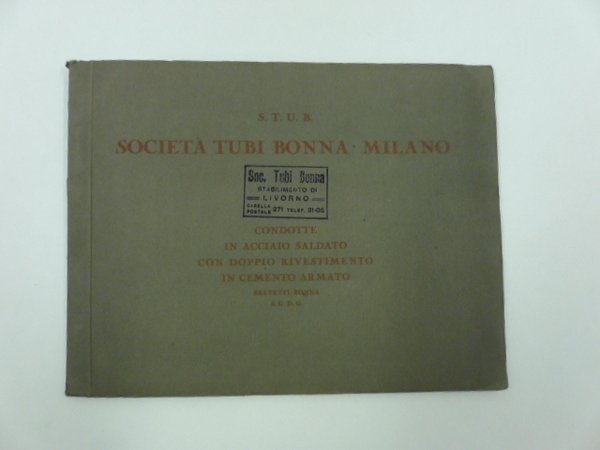 S. T. U. B.
SOCIETÀ TUBI BONNA · MILANO
Soc. Tubi Bonna
STABILIMENTO DI
LIVORNO
CASELLA POSTALE 271 TELEF. 31-05
CONDOTTE
IN ACCIAIO SALDATO
CON DOPPIO RIVESTIMENTO
IN CEMENTO ARMATO
BREVETTI BONNA
S. G. D. G.